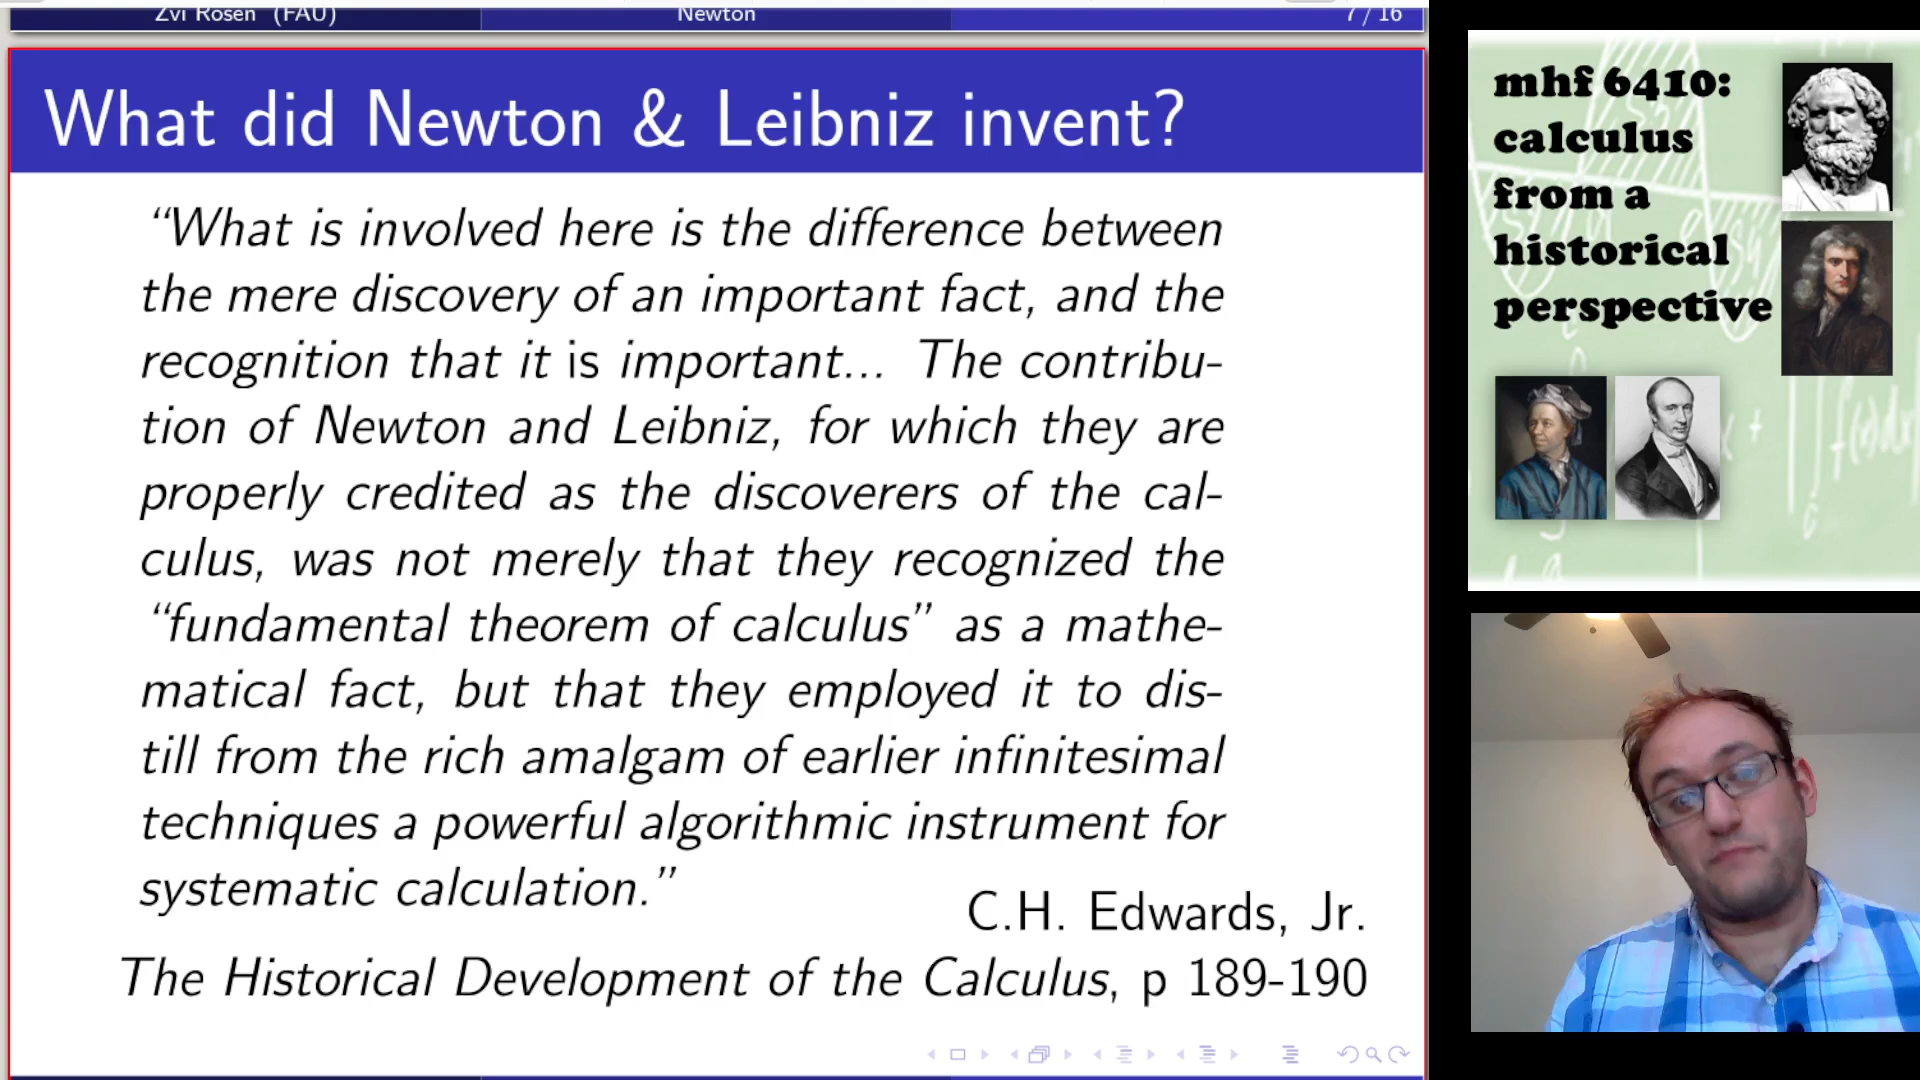 Zvi Rosen (FAU) Newton 7 / 16
What did Newton & Leibniz invent?
“What is involved here is the difference between
the mere discovery of an important fact, and the
recognition that it is important... The contribu-
tion of Newton and Leibniz, for which they are
properly credited as the discoverers of the cal-
culus, was not merely that they recognized the
“fundamental theorem of calculus” as a mathe-
matical fact, but that they employed it to dis-
till from the rich amalgam of earlier infinitesimal
techniques a powerful algorithmic instrument for
systematic calculation.”
C.H. Edwards, Jr.
The Historical Development of the Calculus, p 189-190
mhf 6410:
calculus
from a
historical
perspective